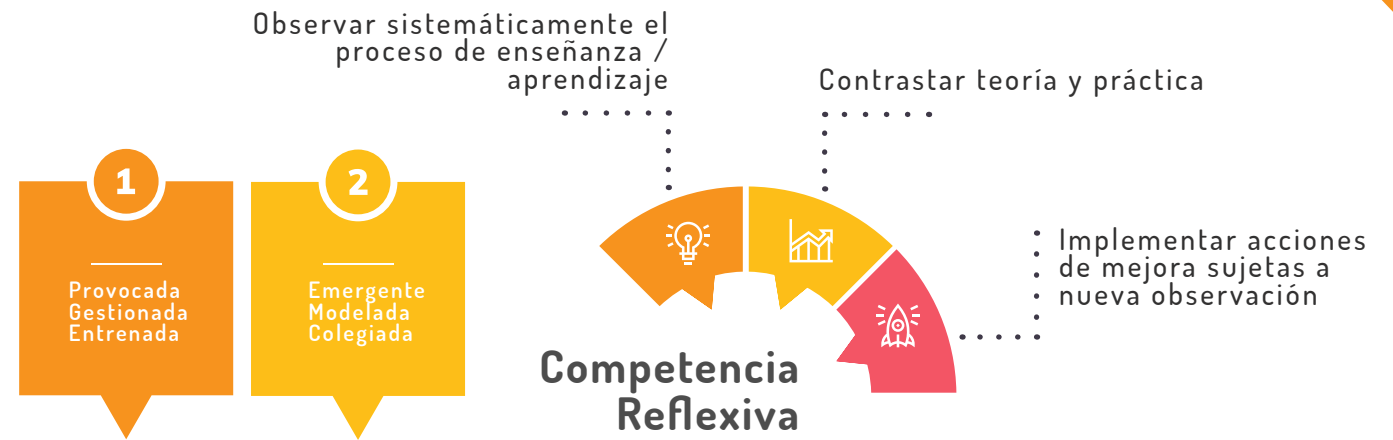 Observar sistemáticamente el
proceso de enseñanza /
aprendizaje
Contrastar teoría y práctica
1
Provocada
Gestionada
Entrenada
2
Emergente
Modelada
Colegiada
Implementar acciones
de mejora sujetas a
nueva observación
Competencia
Reflexiva